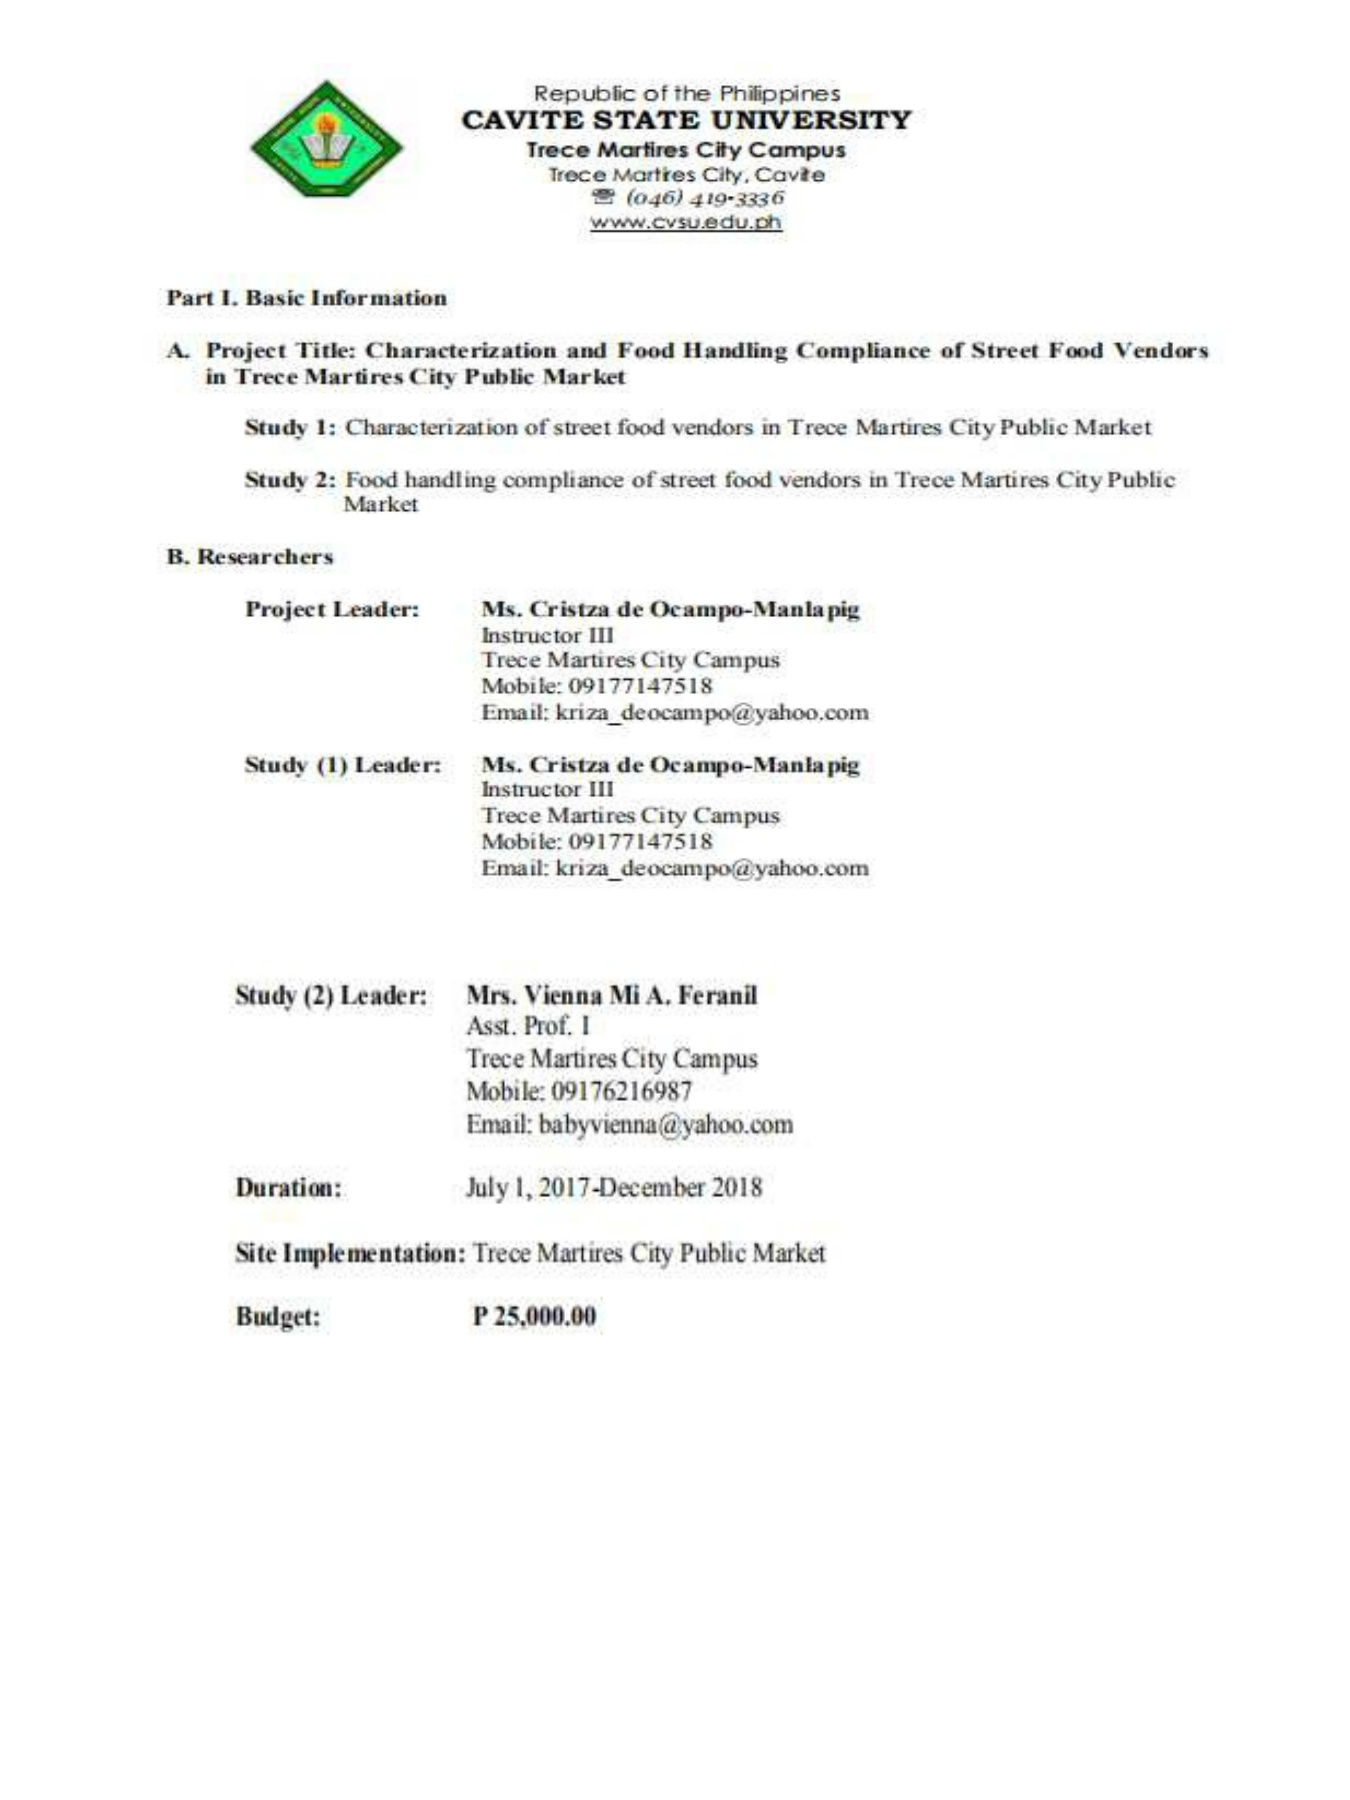 Republic of the Philippines
CAVITE STATE UNIVERSITY
Trece Martires City Campus
Trece Martires City, Cavite
☏ (046) 419-3336
www.cvsu.edu.ph
Part I. Basic Information
A. Project Title: Characterization and Food Handling Compliance of Street Food Vendors
in Trece Martires City Public Market
Study 1: Characterization of street food vendors in Trece Martires City Public Market
Study 2: Food handling compliance of street food vendors in Trece Martires City Public
Market
B. Researchers
Project Leader: Ms. Cristza de Ocampo-Manlapig
Instructor III
Trece Martires City Campus
Mobile: 09177147518
Email: kriza_deocampo@yahoo.com
Study (1) Leader: Ms. Cristza de Ocampo-Manlapig
Instructor III
Trece Martires City Campus
Mobile: 09177147518
Email: kriza_deocampo@yahoo.com
Study (2) Leader: Mrs. Vienna Mi A. Feranil
Asst. Prof. I
Trece Martires City Campus
Mobile: 09176216987
Email: babyvienna@yahoo.com
Duration: July 1, 2017-December 2018
Site Implementation: Trece Martires City Public Market
Budget: P 25,000.00